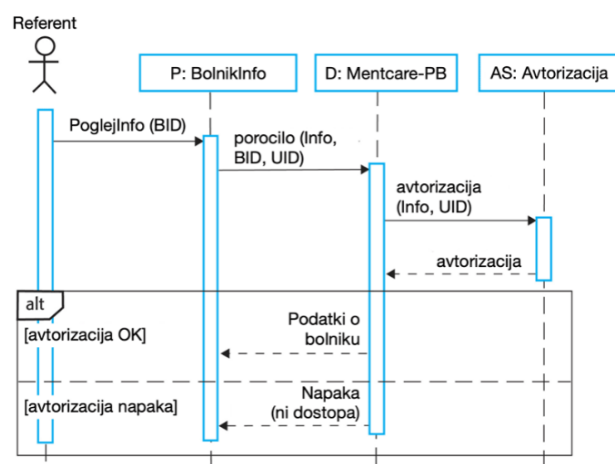 Referent
P: BolnikInfo
D: Mentcare-PB
AS: Avtorizacija
PoglejInfo (BID)
porocilo (Info,
BID, UID)
avtorizacija
(Info, UID)
avtorizacija
alt
[avtorizacija OK]
Podatki o
bolniku
[avtorizacija napaka]
Napaka
(ni dostopa)